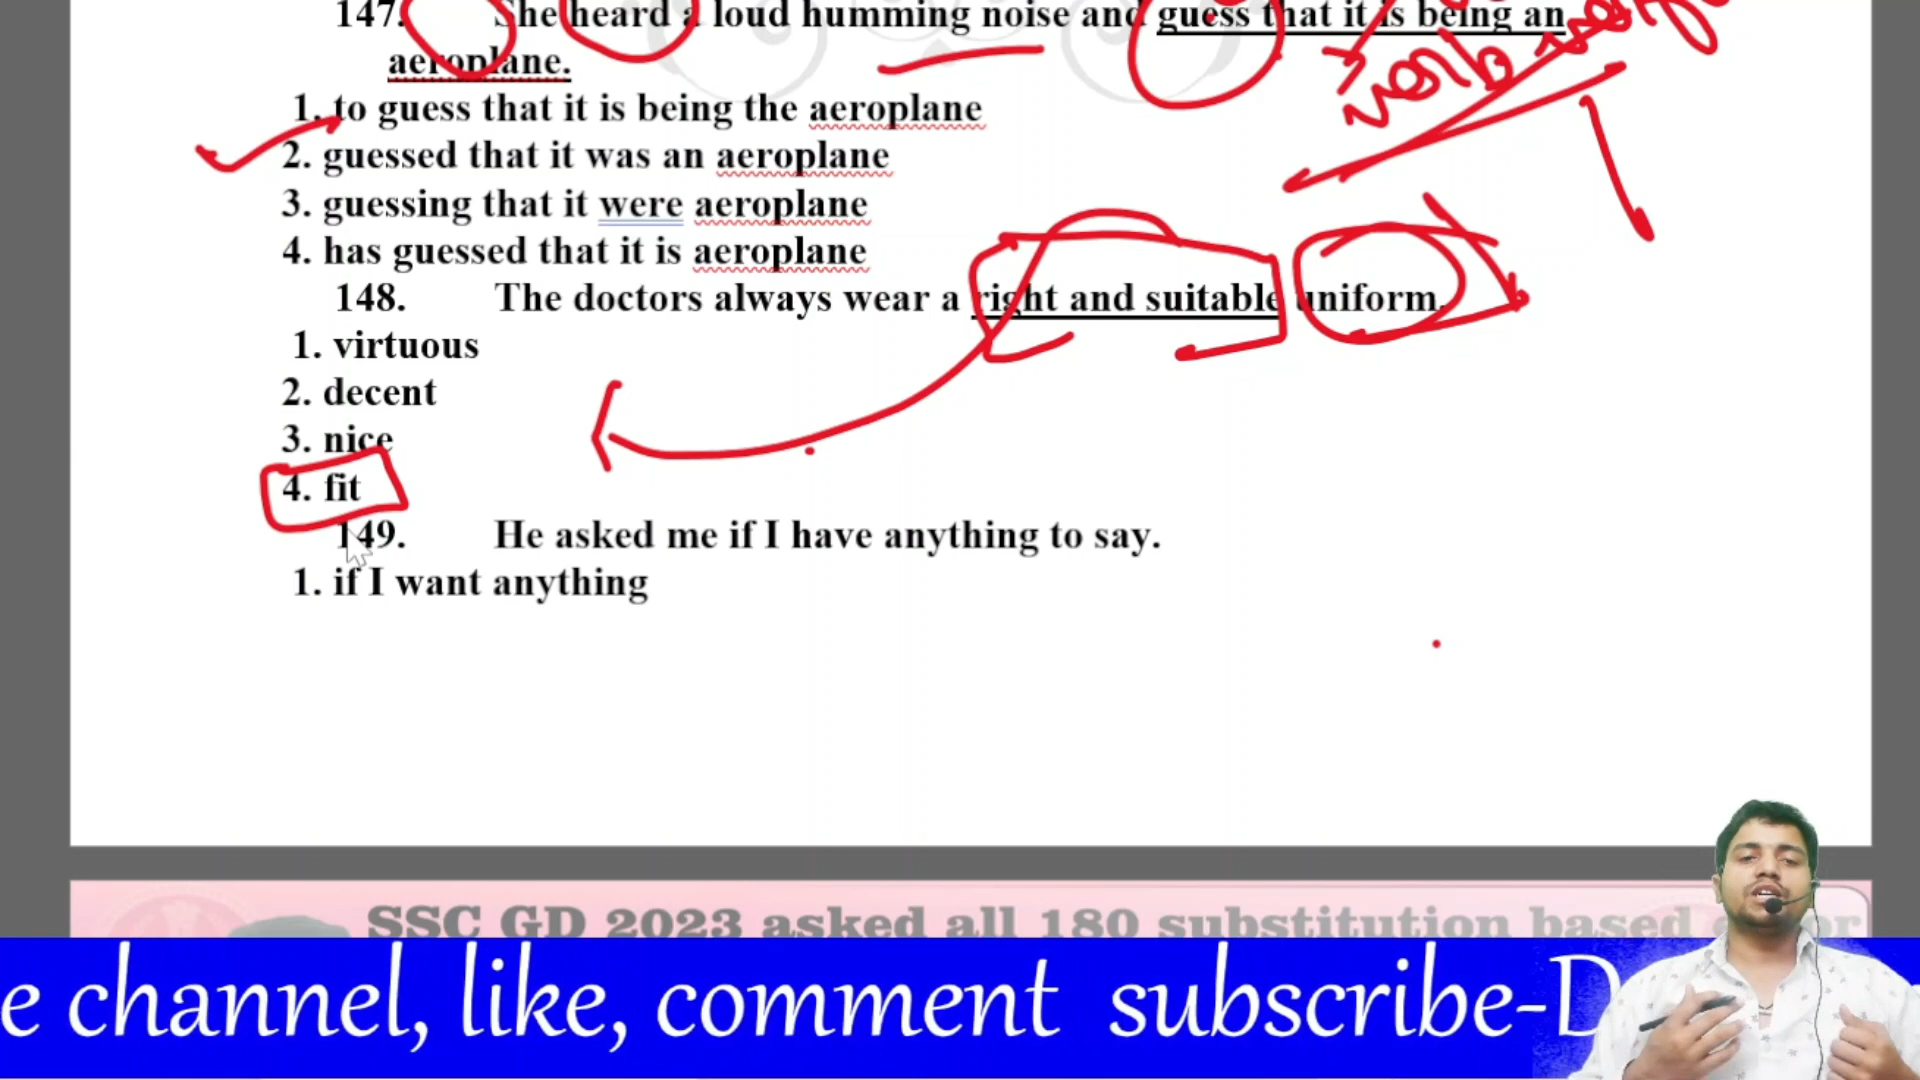 147. She heard a loud humming noise and guess that it is being an
aeroplane.
verb
1. to guess that it is being the aeroplane
2. guessed that it was an aeroplane
3. guessing that it were aeroplane
4. has guessed that it is aeroplane
148. The doctors always wear a right and suitable uniform.
1. virtuous
2. decent
3. nice
4. fit
149. He asked me if I have anything to say.
1. if I want anything
SSC GD 2023 asked all 180 substitution based
e channel, like, comment subscribe-D